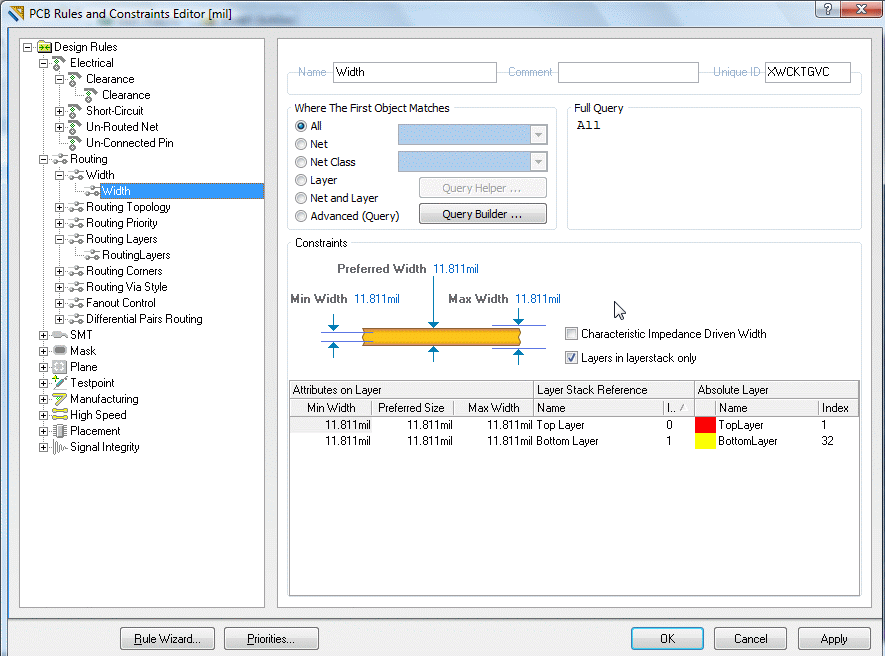 PCB Rules and Constraints Editor [mil]
?
Design Rules
Electrical
Clearance
Clearance
Short-Circuit
Un-Routed Net
Un-Connected Pin
Routing
Width
Width
Routing Topology
Routing Priority
Routing Layers
RoutingLayers
Routing Corners
Routing Via Style
Fanout Control
Differential Pairs Routing
SMT
Mask
Plane
Testpoint
Manufacturing
High Speed
Placement
Signal Integrity
Name Width Comment Unique ID XWCKTGVC
Where The First Object Matches
All
Net
Net Class
Layer
Net and Layer
Advanced (Query)
Query Helper ...
Query Builder ...
Full Query
All
Constraints
Preferred Width 11.811mil
Min Width 11.811mil Max Width 11.811mil
Characteristic Impedance Driven Width
Layers in layerstack only
Attributes on Layer Layer Stack Reference Absolute Layer
Min Width Preferred Size Max Width Name I.. Name Index
11.811mil 11.811mil 11.811mil Top Layer 0 TopLayer 1
11.811mil 11.811mil 11.811mil Bottom Layer 1 BottomLayer 32
Rule Wizard... Priorities... OK Cancel Apply